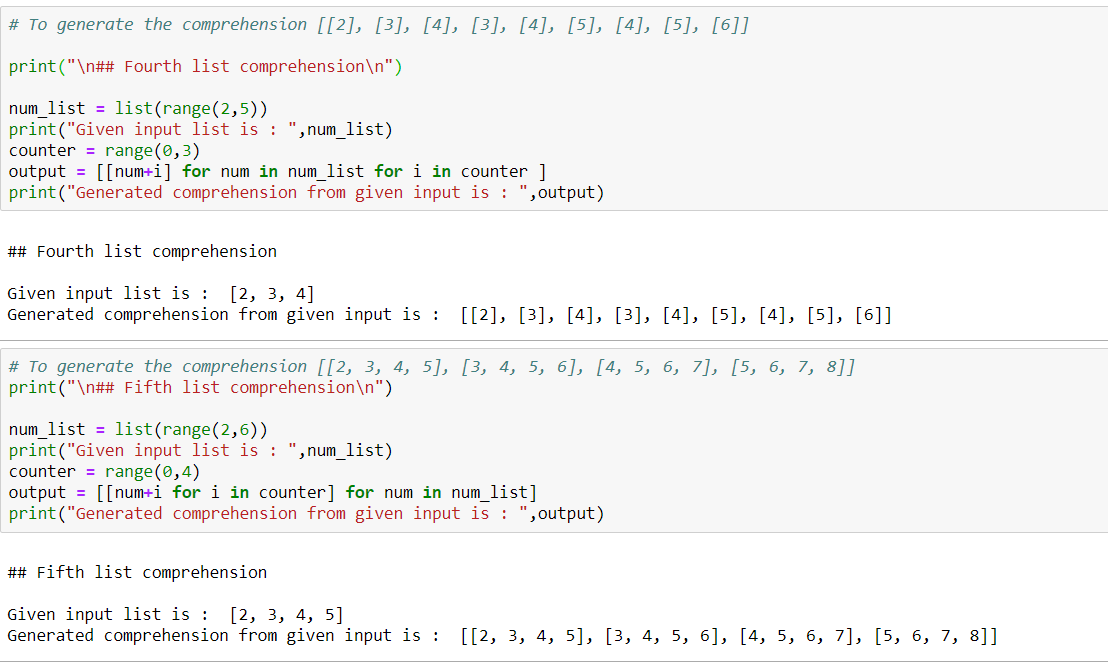 # To generate the comprehension [[2], [3], [4], [3], [4], [5], [4], [5], [6]]
print("\n## Fourth list comprehension\n")
num_list = list(range(2,5))
print("Given input list is : ",num_list)
counter = range(0,3)
output = [[num+i] for num in num_list for i in counter ]
print("Generated comprehension from given input is : ",output)
## Fourth list comprehension
Given input list is :  [2, 3, 4]
Generated comprehension from given input is :  [[2], [3], [4], [3], [4], [5], [4], [5], [6]]
# To generate the comprehension [[2, 3, 4, 5], [3, 4, 5, 6], [4, 5, 6, 7], [5, 6, 7, 8]]
print("\n## Fifth list comprehension\n")
num_list = list(range(2,6))
print("Given input list is : ",num_list)
counter = range(0,4)
output = [[num+i for i in counter] for num in num_list]
print("Generated comprehension from given input is : ",output)
## Fifth list comprehension
Given input list is :  [2, 3, 4, 5]
Generated comprehension from given input is :  [[2, 3, 4, 5], [3, 4, 5, 6], [4, 5, 6, 7], [5, 6, 7, 8]]